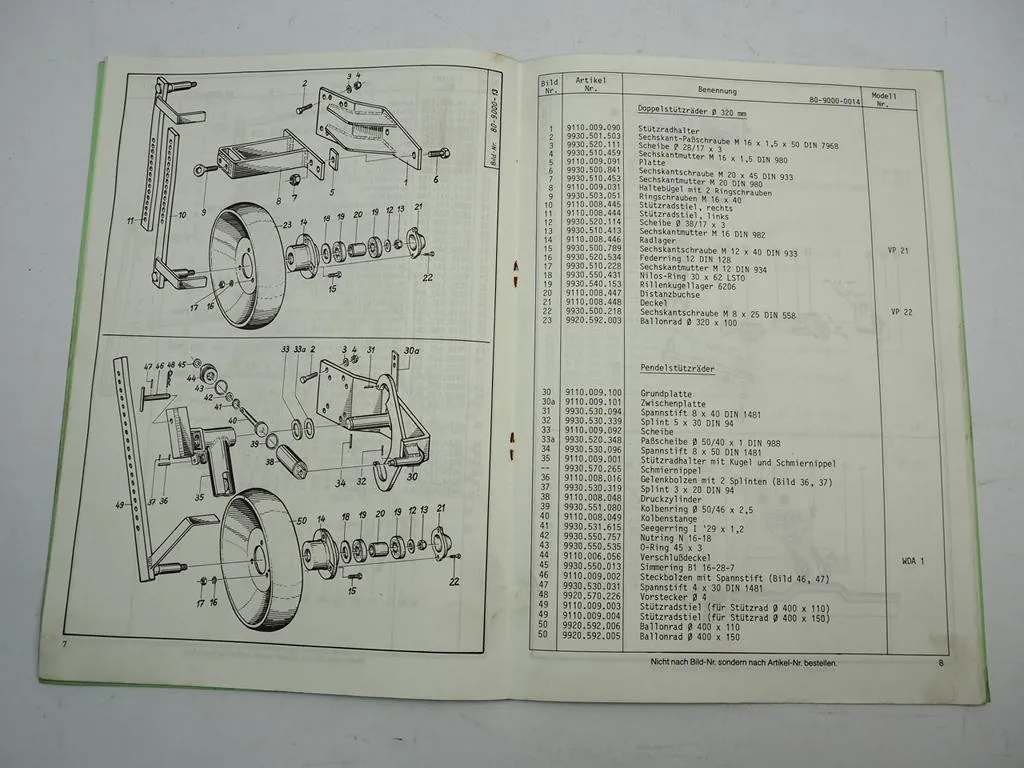 Bild-Nr. 80-9000-13
2
3 4
11
10
9
8
7
5
1
6
23
14
18 19 20 19 12 13 21
22
15
17 16
47 46 48 45
44
43
42
41
40
39
38
33 33a 2 3 4 31 30a
34
32
30
49
37 36
35
50 14
18 19 20 19 12 13 21
22
15
17 16
7
Bild Nr. Artikel Nr. Benennung 80-9000-0014 Modell Nr.
Doppelstützräder Ø 320 mm
1 9110.009.090 Stützradhalter
2 9930.501.503 Sechskant-Paßschraube M 16 x 1,5 x 50 DIN 7968
3 9930.520.111 Scheibe Ø 28/17 x 3
4 9930.510.459 Sechskantmutter M 16 x 1,5 DIN 980
5 9110.009.091 Platte
6 9930.500.841 Sechskantschraube M 20 x 45 DIN 933
7 9930.510.453 Sechskantmutter M 20 DIN 980
8 9110.009.031 Haltebügel mit 2 Ringschrauben
9 9930.503.051 Ringschrauben M 16 x 40
10 9110.008.445 Stützradstiel, rechts
11 9110.008.444 Stützradstiel, links
12 9930.520.114 Scheibe Ø 38/17 x 3
13 9930.510.413 Sechskantmutter M 16 DIN 982
14 9110.008.446 Radlager
15 9930.500.789 Sechskantschraube M 12 x 40 DIN 933 VP 21
16 9930.520.534 Federring 12 DIN 128
17 9930.510.228 Sechskantmutter M 12 DIN 934
18 9930.550.431 Nilos-Ring 30 x 62 LSTO
19 9930.540.153 Rillenkugellager 6206
20 9110.008.447 Distanzbuchse
21 9110.008.448 Deckel
22 9930.500.218 Sechskantschraube M 8 x 25 DIN 558 VP 22
23 9920.592.003 Ballonrad Ø 320 x 100
Pendelstützräder
30 9110.009.100 Grundplatte
30a 9110.009.101 Zwischenplatte
31 9930.530.094 Spannstift 8 x 40 DIN 1481
32 9930.530.339 Splint 5 x 30 DIN 94
33 9110.009.092 Scheibe
33a 9930.520.348 Paßscheibe Ø 50/40 x 1 DIN 988
34 9930.530.096 Spannstift 8 x 50 DIN 1481
35 9110.009.001 Stützradhalter mit Kugel und Schmiernippel
-- 9930.570.265 Schmiernippel
36 9110.008.016 Gelenkbolzen mit 2 Splinten (Bild 36, 37)
37 9930.530.319 Splint 3 x 20 DIN 94
38 9110.008.048 Druckzylinder
39 9930.551.080 Kolbenring Ø 50/46 x 2,5
40 9110.008.049 Kolbenstange
41 9930.531.615 Seegerring I 29 x 1,2
42 9930.550.757 Nutring N 16-18
43 9930.550.535 O-Ring 45 x 3
44 9110.006.056 Verschlußdeckel WDA 1
45 9930.550.013 Simmering B1 16-28-7
46 9110.009.002 Steckbolzen mit Spannstift (Bild 46, 47)
47 9930.530.031 Spannstift 4 x 30 DIN 1481
48 9920.570.226 Vorstecker Ø 4
49 9110.009.003 Stützradstiel (für Stützrad Ø 400 x 110)
49 9110.009.004 Stützradstiel (für Stützrad Ø 400 x 150)
50 9920.592.006 Ballonrad Ø 400 x 110
50 9920.592.005 Ballonrad Ø 400 x 150
Nicht nach Bild-Nr. sondern nach Artikel-Nr. bestellen.
8